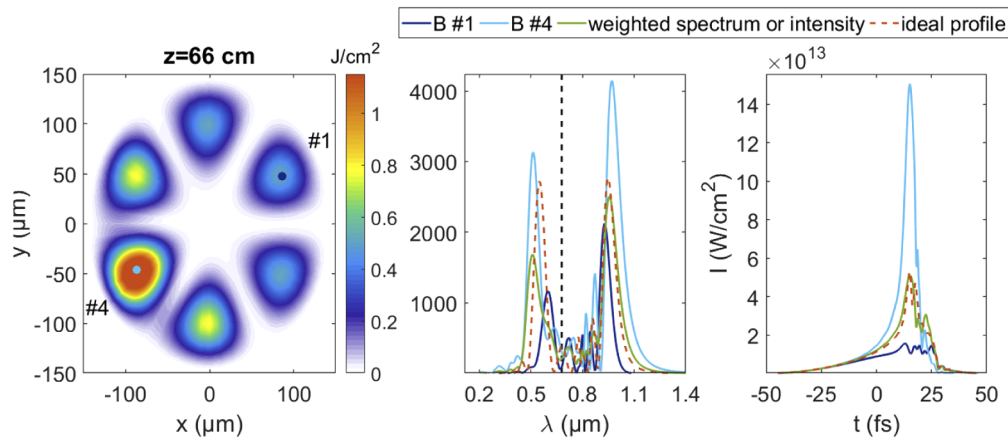 B #1 B #4 weighted spectrum or intensity ideal profile
z=66 cm
J/cm²
150
100
50
0
-50
-100
-150
y (µm)
-100 0 100
x (µm)
#1
#4
1
0.8
0.6
0.4
0.2
0
4000
3000
2000
1000
0.2 0.5 0.8 1.1 1.4
λ (µm)
×10¹³
14
12
10
8
6
4
2
I (W/cm²)
-50 -25 0 25 50
t (fs)